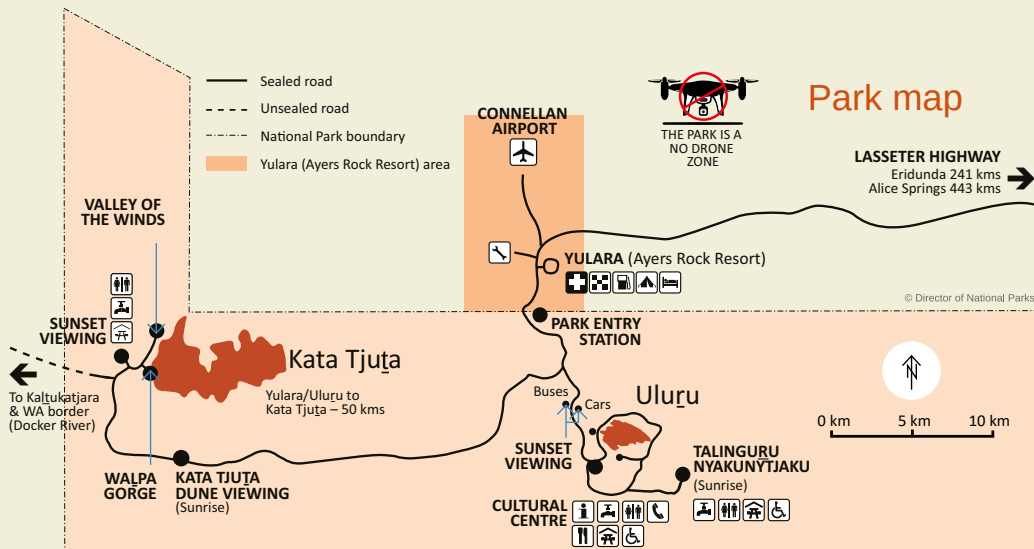 Park map
Sealed road
Unsealed road
National Park boundary
Yulara (Ayers Rock Resort) area
CONNELLAN
AIRPORT
THE PARK IS A
NO DRONE
ZONE
LASSETER HIGHWAY
Eridunda 241 kms
Alice Springs 443 kms
VALLEY OF
THE WINDS
YULARA (Ayers Rock Resort)
© Director of National Parks
SUNSET
VIEWING
PARK ENTRY
STATION
Kata Tjuṯa
To Kalṯukatjara
& WA border
(Docker River)
Yulara/Uluṟu to
Kata Tjuṯa – 50 kms
Buses
Cars
Uluṟu
N
0 km
5 km
10 km
SUNSET
VIEWING
WAḺPA
GORGE
KATA TJUṮA
DUNE VIEWING
(Sunrise)
TALINGURU
NYAKUNYTJAKU
(Sunrise)
CULTURAL
CENTRE
i